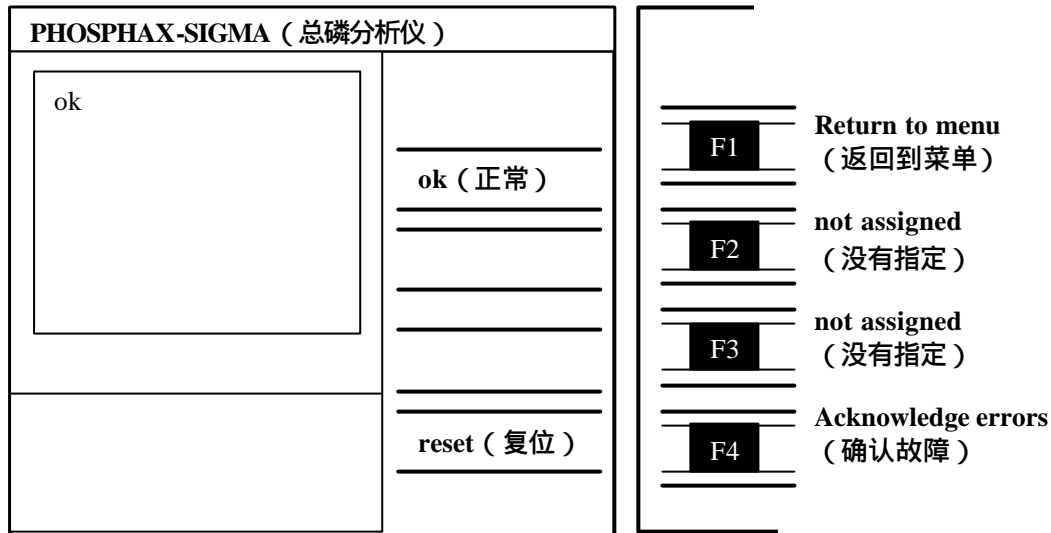 PHOSPHAX-SIGMA（总磷分析仪）
ok
ok（正常）
reset（复位）
F1
Return to menu
（返回到菜单）
F2
not assigned
（没有指定）
F3
not assigned
（没有指定）
F4
Acknowledge errors
（确认故障）